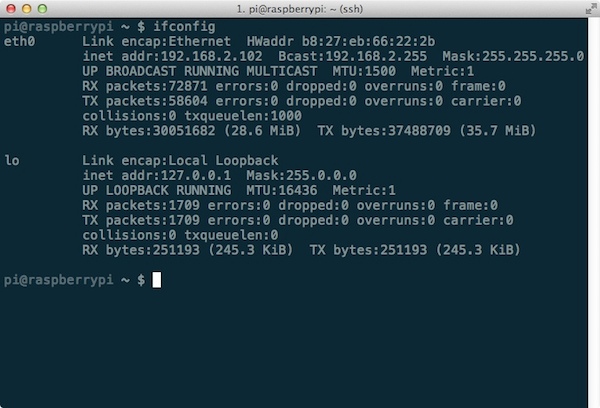 1. pi@raspberrypi: ~ (ssh)
pi@raspberrypi ~ $ ifconfig
eth0 Link encap:Ethernet HWaddr b8:27:eb:66:22:2b
inet addr:192.168.2.102 Bcast:192.168.2.255 Mask:255.255.255.0
UP BROADCAST RUNNING MULTICAST MTU:1500 Metric:1
RX packets:72871 errors:0 dropped:0 overruns:0 frame:0
TX packets:58604 errors:0 dropped:0 overruns:0 carrier:0
collisions:0 txqueuelen:1000
RX bytes:30051682 (28.6 MiB) TX bytes:37488709 (35.7 MiB)
lo Link encap:Local Loopback
inet addr:127.0.0.1 Mask:255.0.0.0
UP LOOPBACK RUNNING MTU:16436 Metric:1
RX packets:1709 errors:0 dropped:0 overruns:0 frame:0
TX packets:1709 errors:0 dropped:0 overruns:0 carrier:0
collisions:0 txqueuelen:0
RX bytes:251193 (245.3 KiB) TX bytes:251193 (245.3 KiB)
pi@raspberrypi ~ $